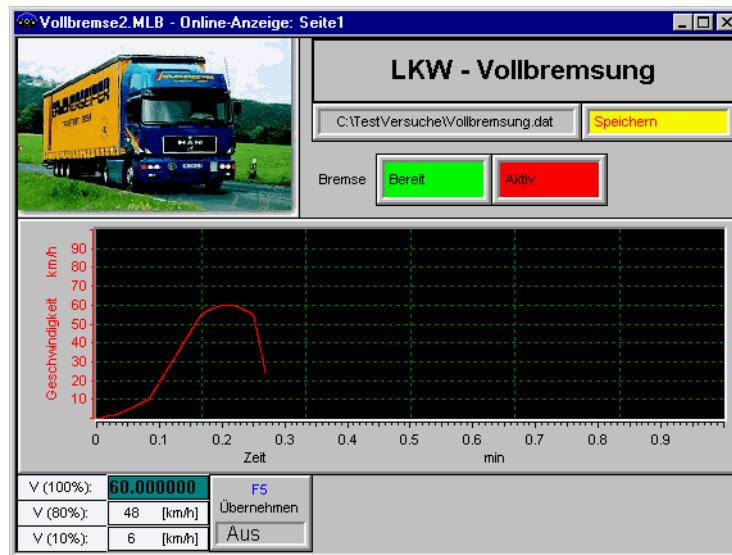 Vollbremse2.MLB - Online-Anzeige: Seite1
LKW - Vollbremsung
C:\TestVersuche\Vollbremsung.dat
Speichern
MAN
Bremse
Bereit
Aktiv
Geschwindigkeit km/h
90
80
70
60
50
40
30
20
10
0 0.1 0.2 0.3 0.4 0.5 0.6 0.7 0.8 0.9
Zeit min
V (100%): 60.000000
V (80%): 48 [km/h]
V (10%): 6 [km/h]
F5
Übernehmen
Aus